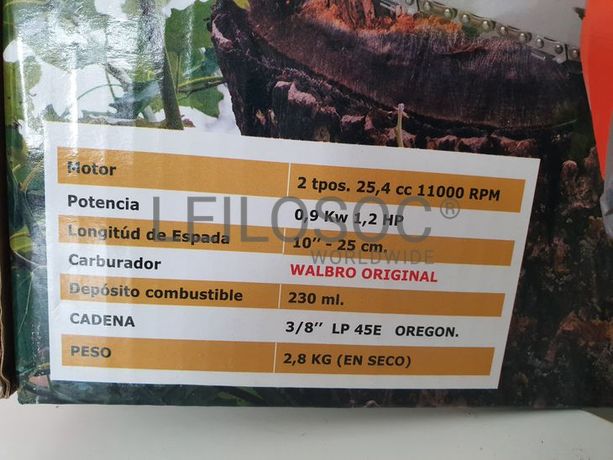 Motor 2 tpos. 25,4 cc 11000 RPM
Potencia 0,9 Kw 1,2 HP
Longitúd de Espada 10’’ - 25 cm.
Carburador WALBRO ORIGINAL
Depósito combustible 230 ml.
CADENA 3/8’’ LP 45E OREGON.
PESO 2,8 KG (EN SECO)
LEILOSOC®
WORLDWIDE